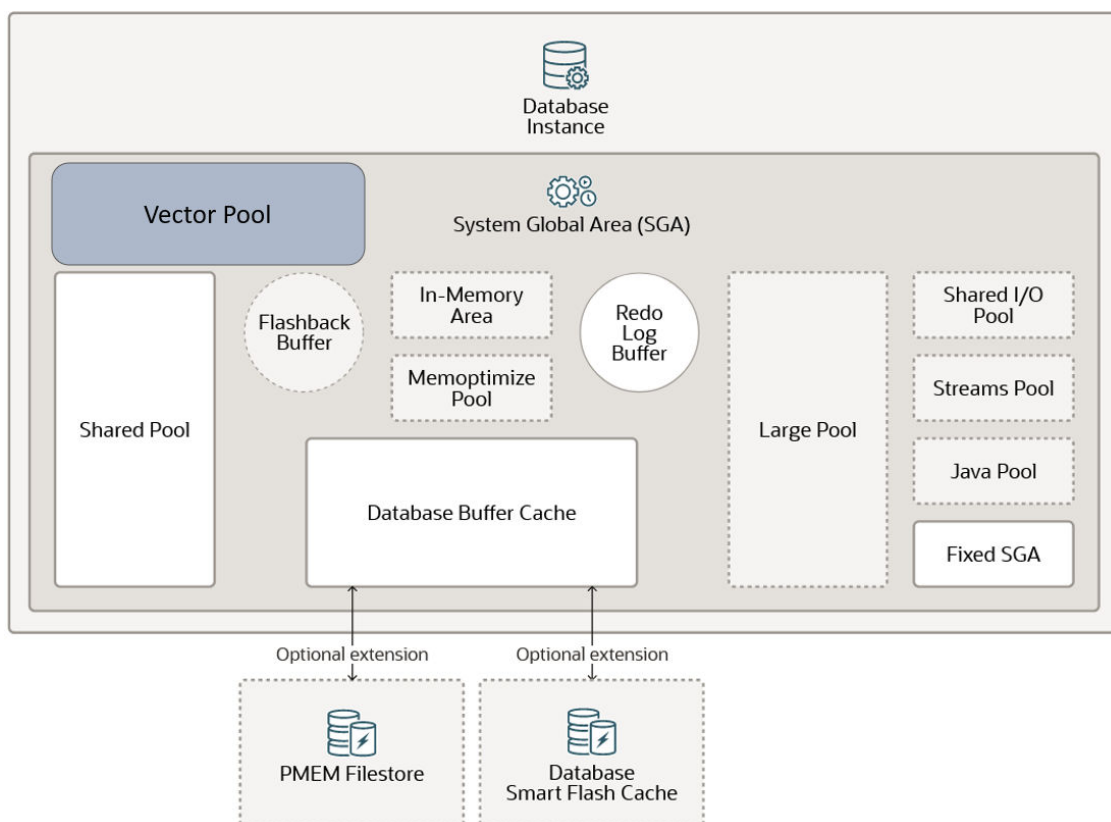 Database
Instance
Vector Pool
System Global Area (SGA)
Shared Pool
Flashback
Buffer
In-Memory
Area
Memoptimize
Pool
Redo
Log
Buffer
Database Buffer Cache
Large Pool
Shared I/O
Pool
Streams Pool
Java Pool
Fixed SGA
Optional extension
Optional extension
PMEM Filestore
Database
Smart Flash Cache